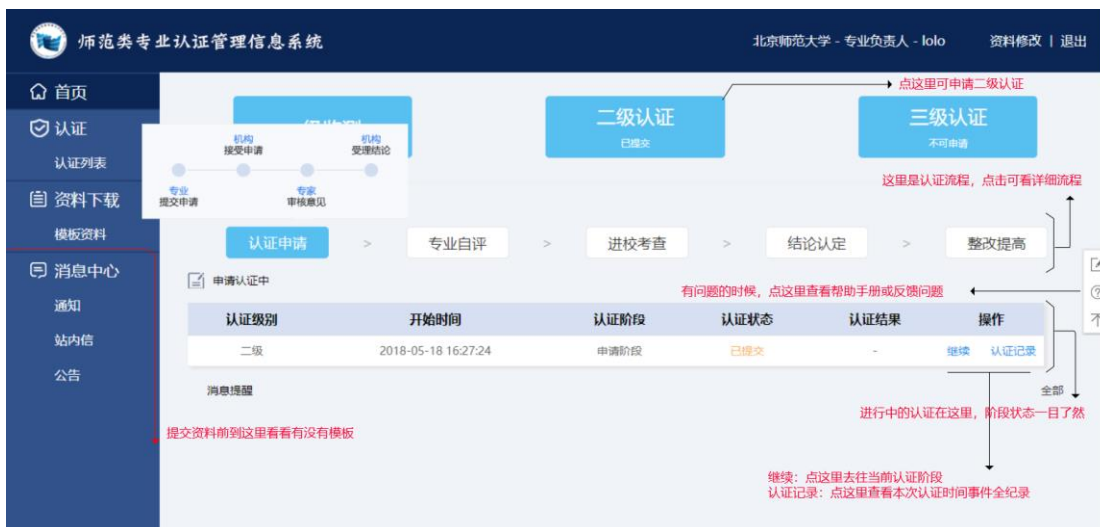 师范类专业认证管理信息系统
北京师范大学 - 专业负责人 - lolo
资料修改 | 退出
首页
认证
认证列表
资料下载
模板资料
消息中心
通知
站内信
公告
点这里可申请二级认证
二级认证
已提交
三级认证
不可申请
机构
接受申请
机构
受理结论
专业
提交申请
专家
审核意见
这里是认证流程，点击可看详细流程
认证申请 > 专业自评 > 进校考查 > 结论认定 > 整改提高
申请认证中
有问题的时候，点这里查看帮助手册或反馈问题
认证级别 开始时间 认证阶段 认证状态 认证结果 操作
二级 2018-05-18 16:27:24 申请阶段 已提交 - 继续 认证记录
消息提醒
全部
进行中的认证在这里，阶段状态一目了然
提交资料前到这里看看有没有模板
继续：点这里去往当前认证阶段
认证记录：点这里查看本次认证时间事件全纪录